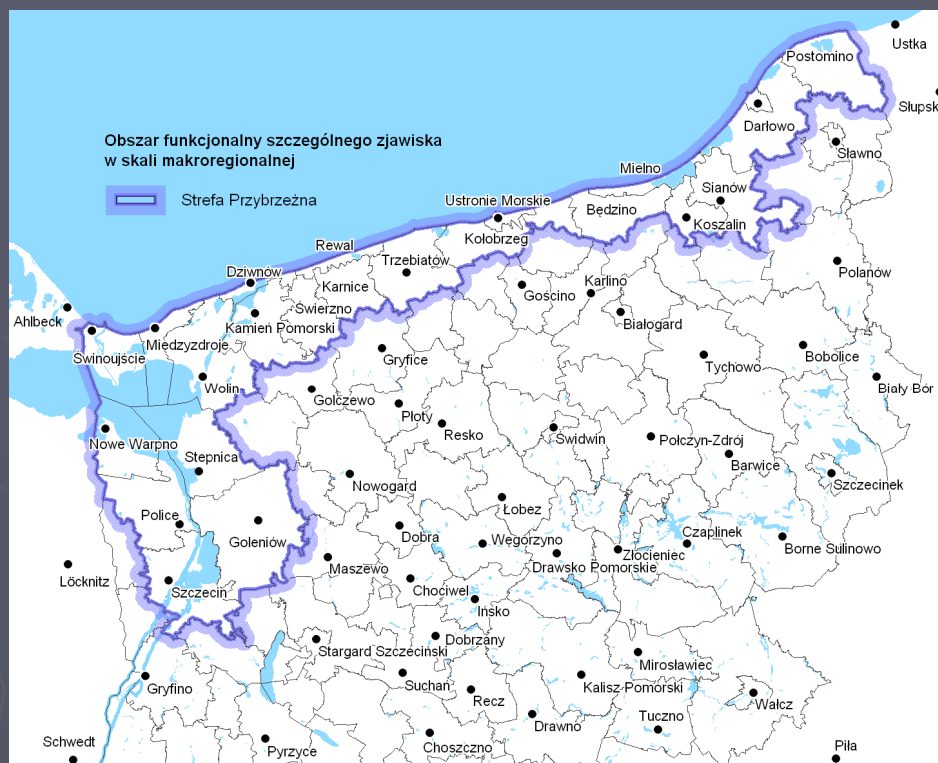 Ustka
Postomino
Słupsk
Darłowo
Obszar funkcjonalny szczególnego zjawiska
w skali makroregionalnej
Sławno
Mielno
Strefa Przybrzeżna
Sianów
Ustronie Morskie
Będzino
Koszalin
Kołobrzeg
Rewal
Trzebiatów
Polanów
Dziwnów
Karnice
Karlino
Gościno
Świerzno
Ahlbeck
Kamień Pomorski
Białogard
Międzyzdroje
Świnoujście
Gryfice
Bobolice
Tychowo
Wolin
Biały Bór
Golczewo
Płoty
Resko
Świdwin
Połczyn-Zdrój
Nowe Warpno
Stepnica
Barwice
Nowogard
Szczecinek
Łobez
Police
Czaplinek
Dobra
Węgorzyno
Goleniów
Borne Sulinowo
Złocieniec
Drawsko Pomorskie
Maszewo
Löcknitz
Chociwel
Szczecin
Ińsko
Dobrzany
Stargard Szczeciński
Mirosławiec
Suchań
Gryfino
Kalisz Pomorski
Recz
Wałcz
Tuczno
Drawno
Schwedt
Pyrzyce
Choszczno
Piła